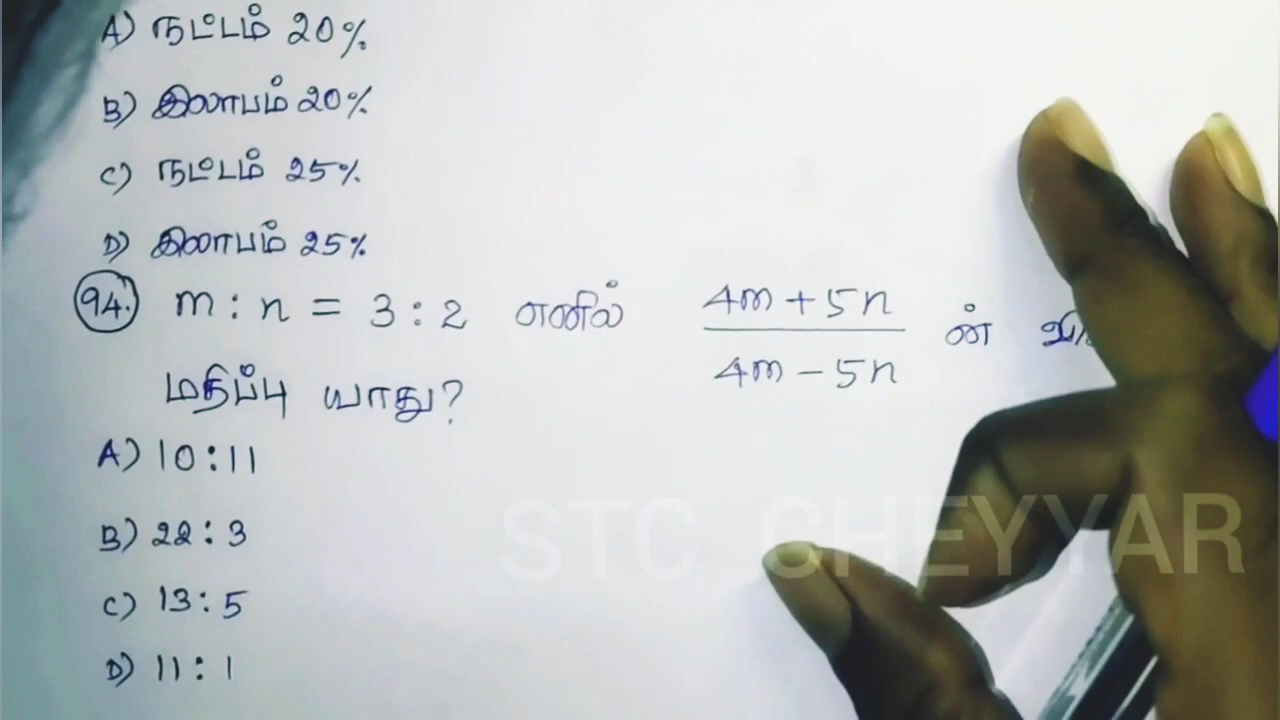 A) நட்டம் 20%
B) இலாபம் 20%
C) நட்டம் 25%
D) இலாபம் 25%
94. m : n = 3 : 2 எனில் 4m + 5n / 4m - 5n ன்
மதிப்பு யாது?
A) 10 : 11
B) 22 : 3
C) 13 : 5
D) 11 : 1
STC CHEYYAR